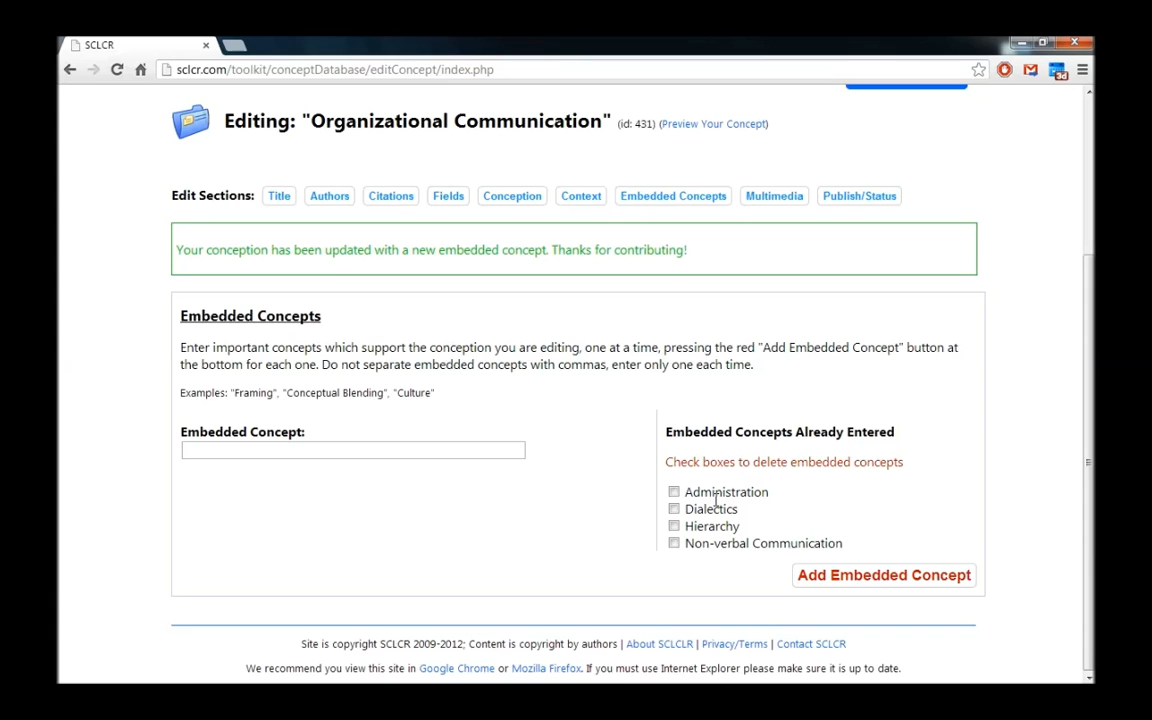 SCLCR
sclcr.com/toolkit/conceptDatabase/editConcept/index.php
Editing: "Organizational Communication" (id: 431) (Preview Your Concept)
Edit Sections: Title Authors Citations Fields Conception Context Embedded Concepts Multimedia Publish/Status
Your conception has been updated with a new embedded concept. Thanks for contributing!
Embedded Concepts
Enter important concepts which support the conception you are editing, one at a time, pressing the red "Add Embedded Concept" button at
the bottom for each one. Do not separate embedded concepts with commas, enter only one each time.
Examples: "Framing", "Conceptual Blending", "Culture"
Embedded Concept:
Embedded Concepts Already Entered
Check boxes to delete embedded concepts
Administration
Dialectics
Hierarchy
Non-verbal Communication
Add Embedded Concept
Site is copyright SCLCR 2009-2012; Content is copyright by authors | About SCLCLR | Privacy/Terms | Contact SCLCR
We recommend you view this site in Google Chrome or Mozilla Firefox. If you must use Internet Explorer please make sure it is up to date.